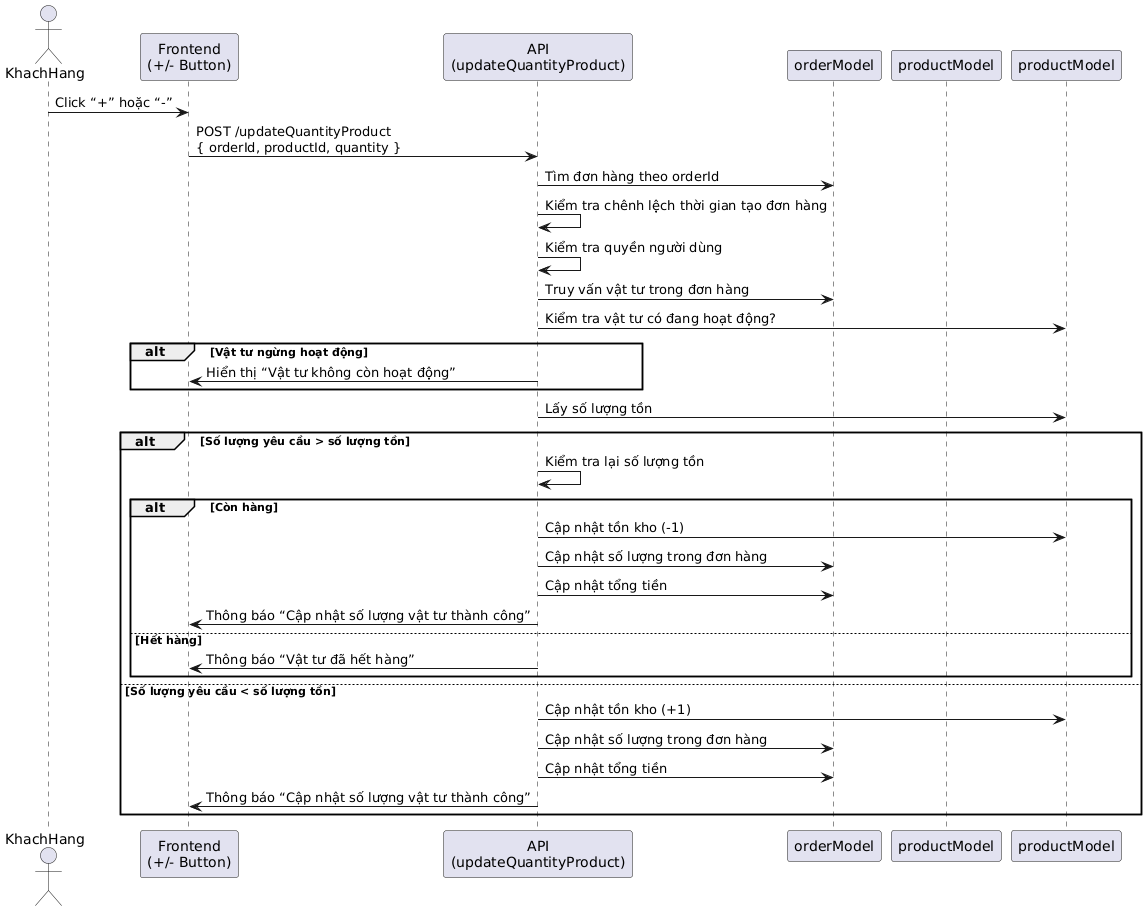 KhachHang
Frontend
(+/- Button)
API
(updateQuantityProduct)
orderModel
productModel
productModel
Click “+” hoặc “-”
POST /updateQuantityProduct
{ orderId, productId, quantity }
Tìm đơn hàng theo orderId
Kiểm tra chênh lệch thời gian tạo đơn hàng
Kiểm tra quyền người dùng
Truy vấn vật tư trong đơn hàng
Kiểm tra vật tư có đang hoạt động?
alt
[Vật tư ngừng hoạt động]
Hiển thị “Vật tư không còn hoạt động”
Lấy số lượng tồn
alt
[Số lượng yêu cầu > số lượng tồn]
Kiểm tra lại số lượng tồn
alt
[Còn hàng]
Cập nhật tồn kho (-1)
Cập nhật số lượng trong đơn hàng
Cập nhật tổng tiền
Thông báo “Cập nhật số lượng vật tư thành công”
[Hết hàng]
Thông báo “Vật tư đã hết hàng”
[Số lượng yêu cầu < số lượng tồn]
Cập nhật tồn kho (+1)
Cập nhật số lượng trong đơn hàng
Cập nhật tổng tiền
Thông báo “Cập nhật số lượng vật tư thành công”
KhachHang
Frontend
(+/- Button)
API
(updateQuantityProduct)
orderModel
productModel
productModel